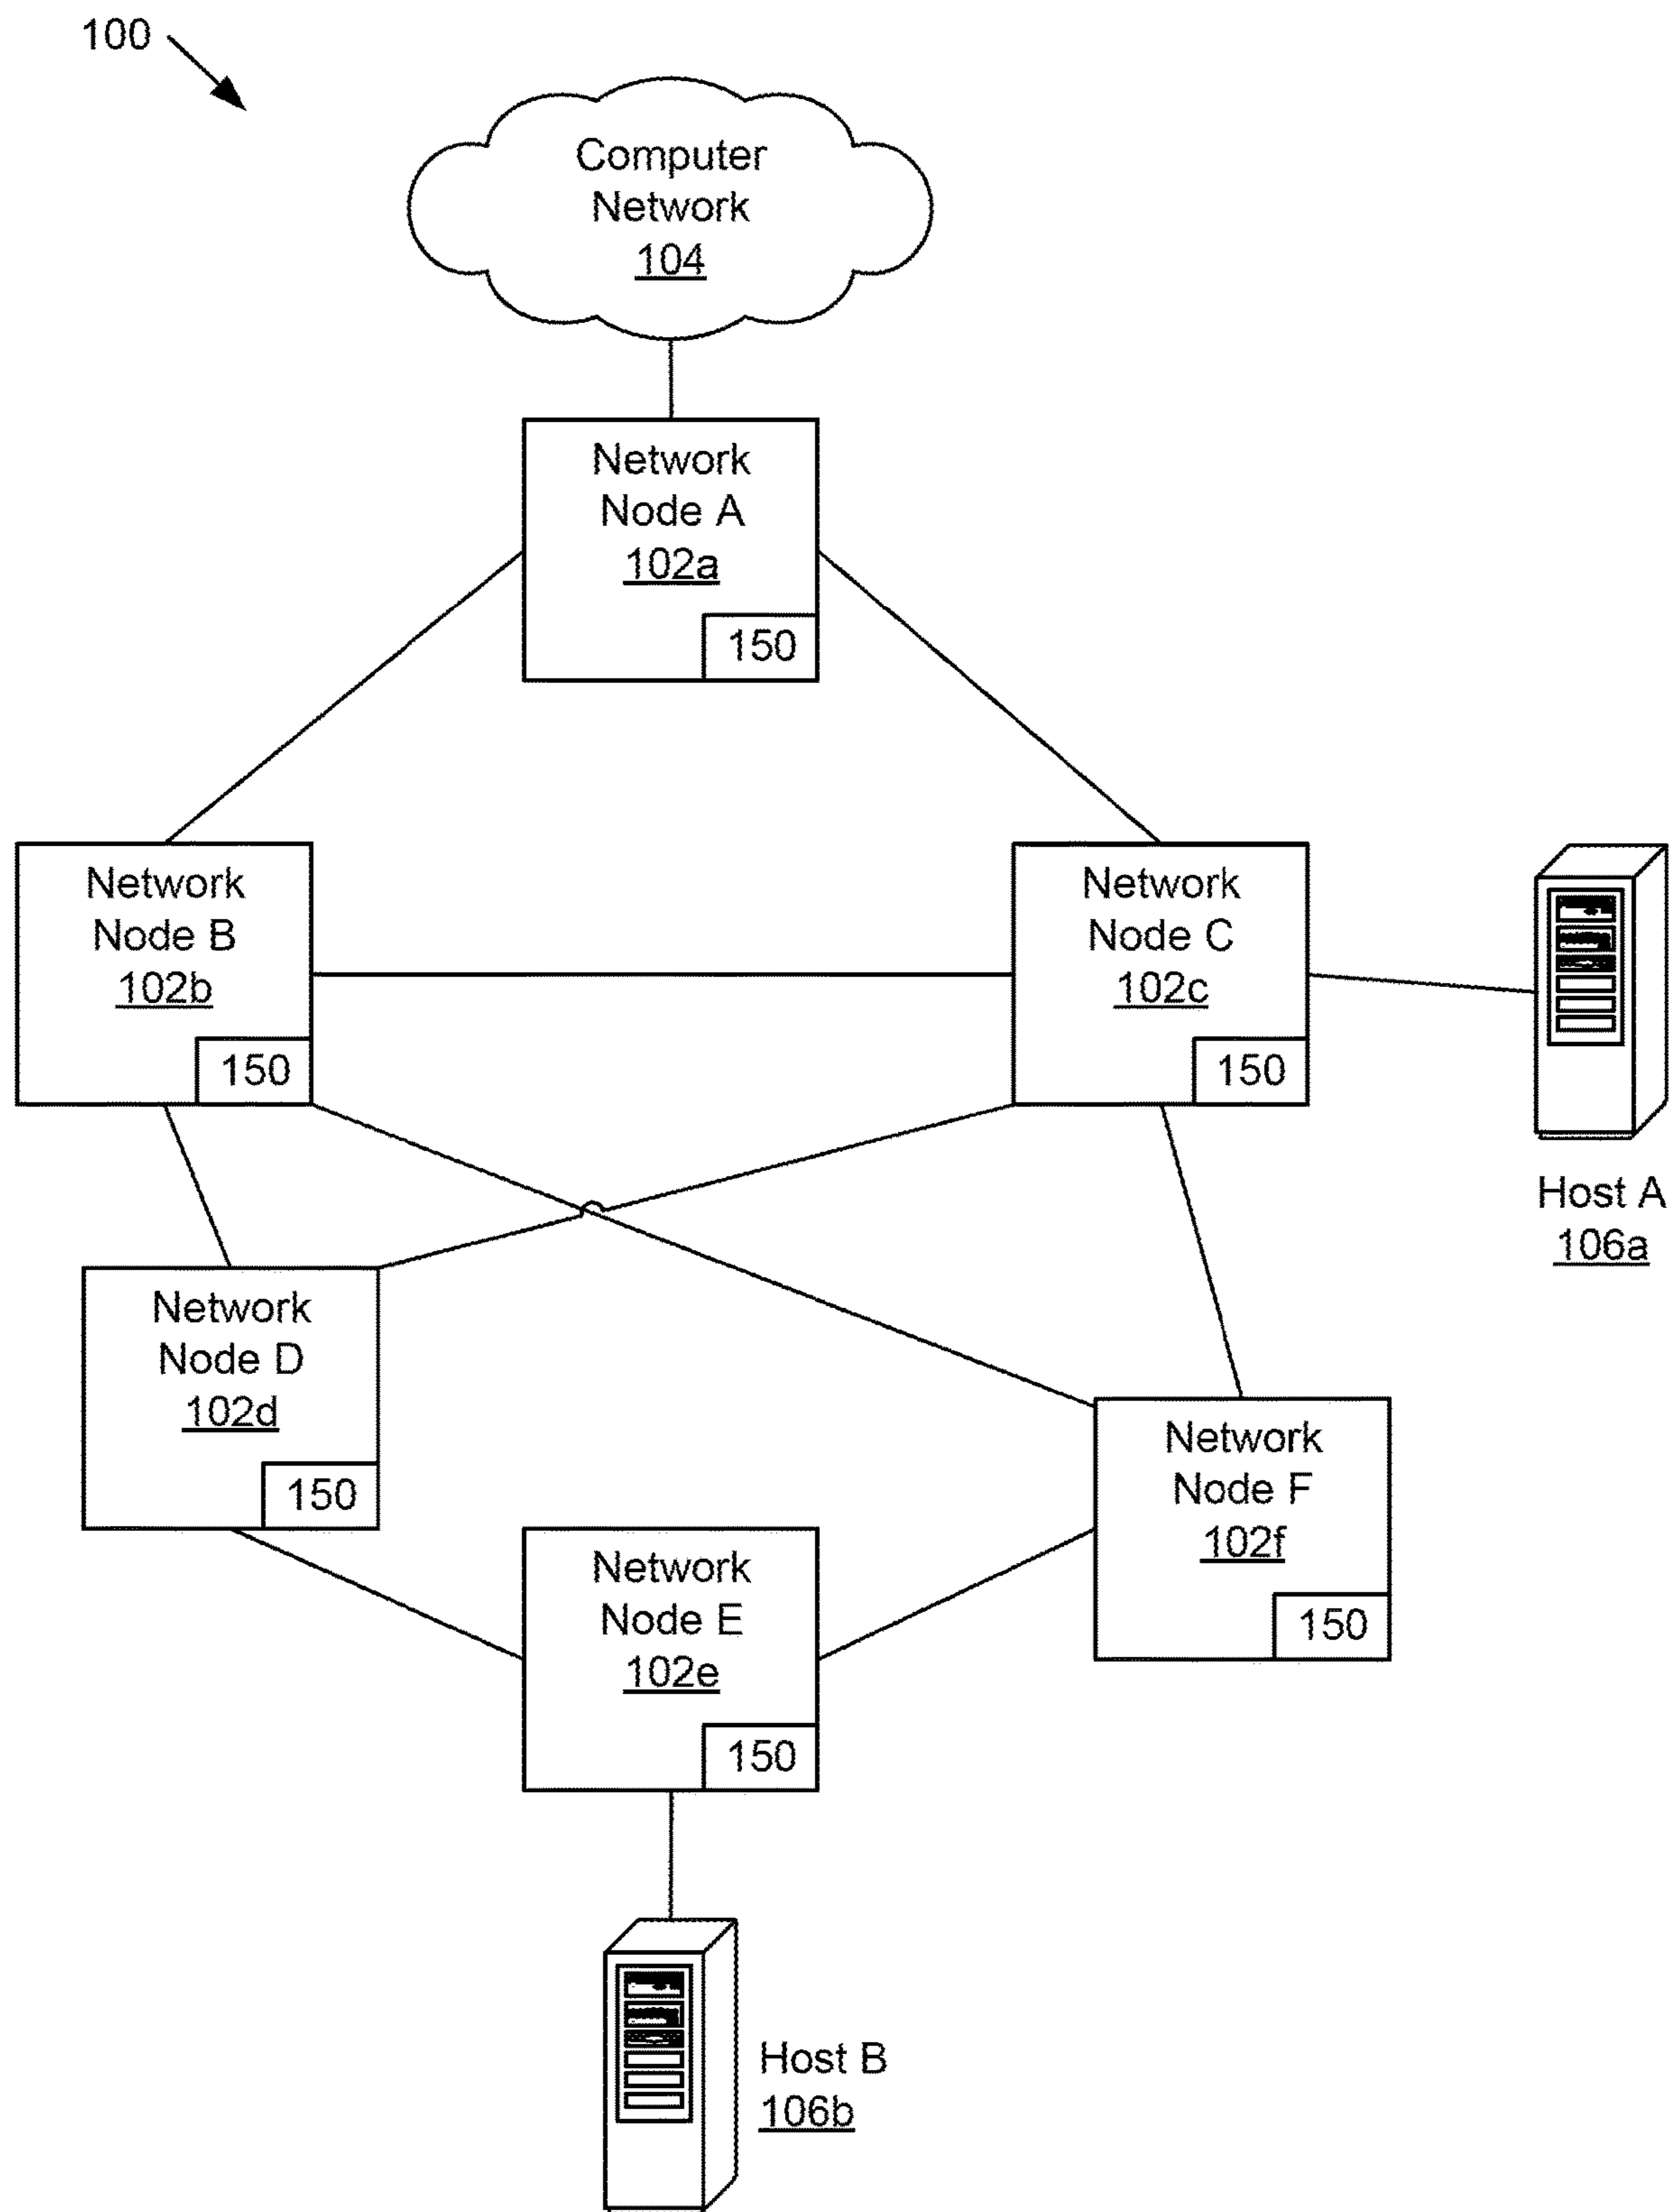 100
Computer
Network
104
Network
Node A
102a
150
Network
Node B
102b
150
Network
Node C
102c
150
Host A
106a
Network
Node D
102d
150
Network
Node F
102f
150
Network
Node E
102e
150
Host B
106b